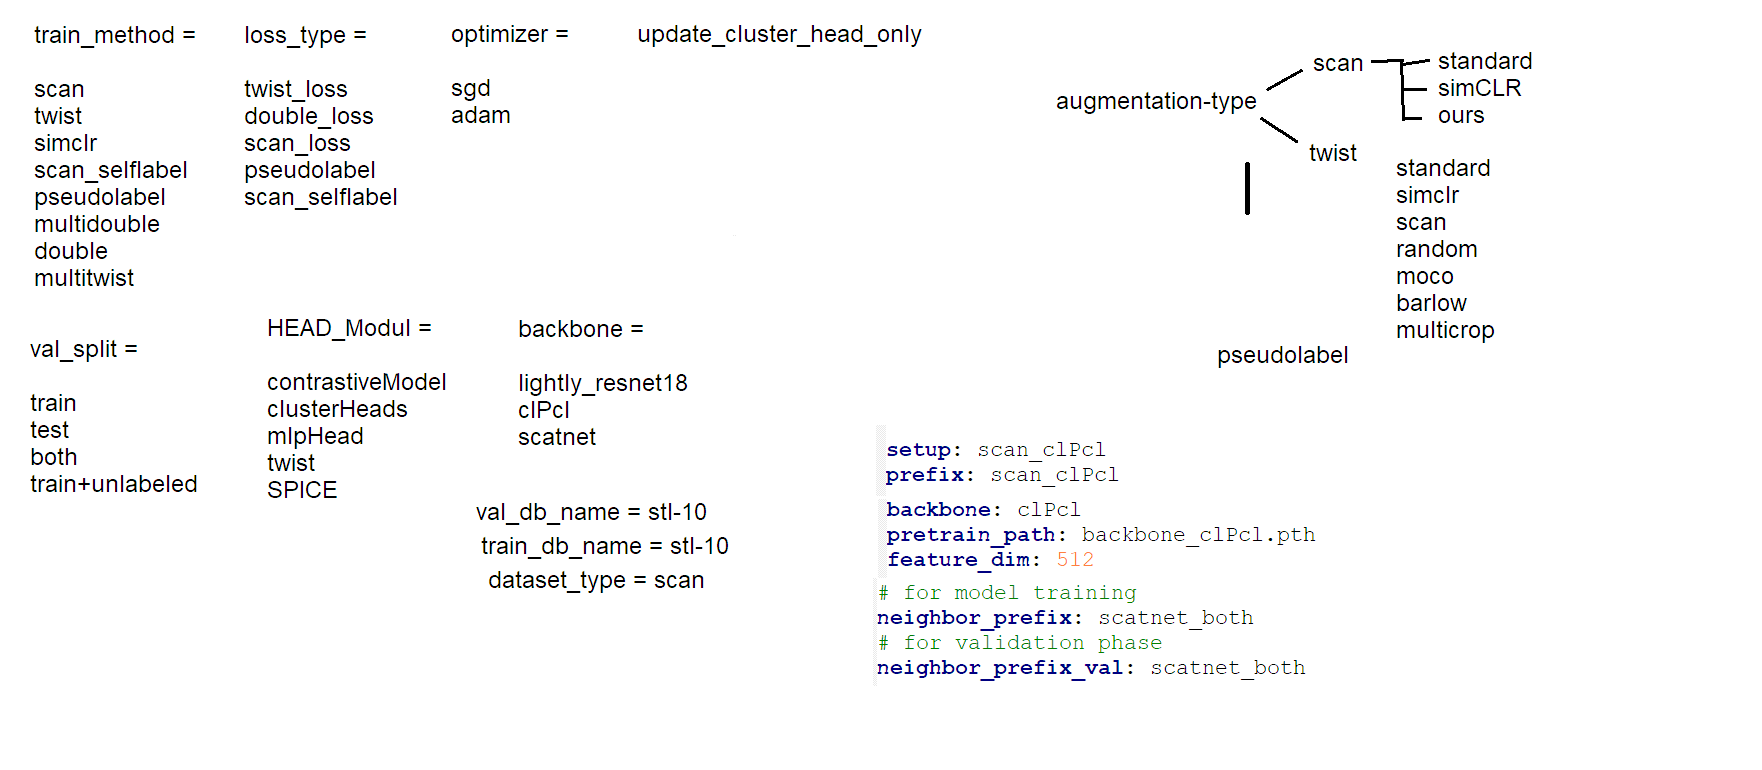 train_method =
scan
twist
simclr
scan_selflabel
pseudolabel
multidouble
double
multitwist
loss_type =
twist_loss
double_loss
scan_loss
pseudolabel
scan_selflabel
optimizer =
sgd
adam
update_cluster_head_only
augmentation-type
scan
standard
simCLR
ours
twist
standard
simclr
scan
random
moco
barlow
multicrop
pseudolabel
val_split =
train
test
both
train+unlabeled
HEAD_Modul =
contrastiveModel
clusterHeads
mlpHead
twist
SPICE
backbone =
lightly_resnet18
clPcl
scatnet
val_db_name = stl-10
train_db_name = stl-10
dataset_type = scan
setup: scan_clPcl
prefix: scan_clPcl
backbone: clPcl
pretrain_path: backbone_clPcl.pth
feature_dim: 512
# for model training
neighbor_prefix: scatnet_both
# for validation phase
neighbor_prefix_val: scatnet_both